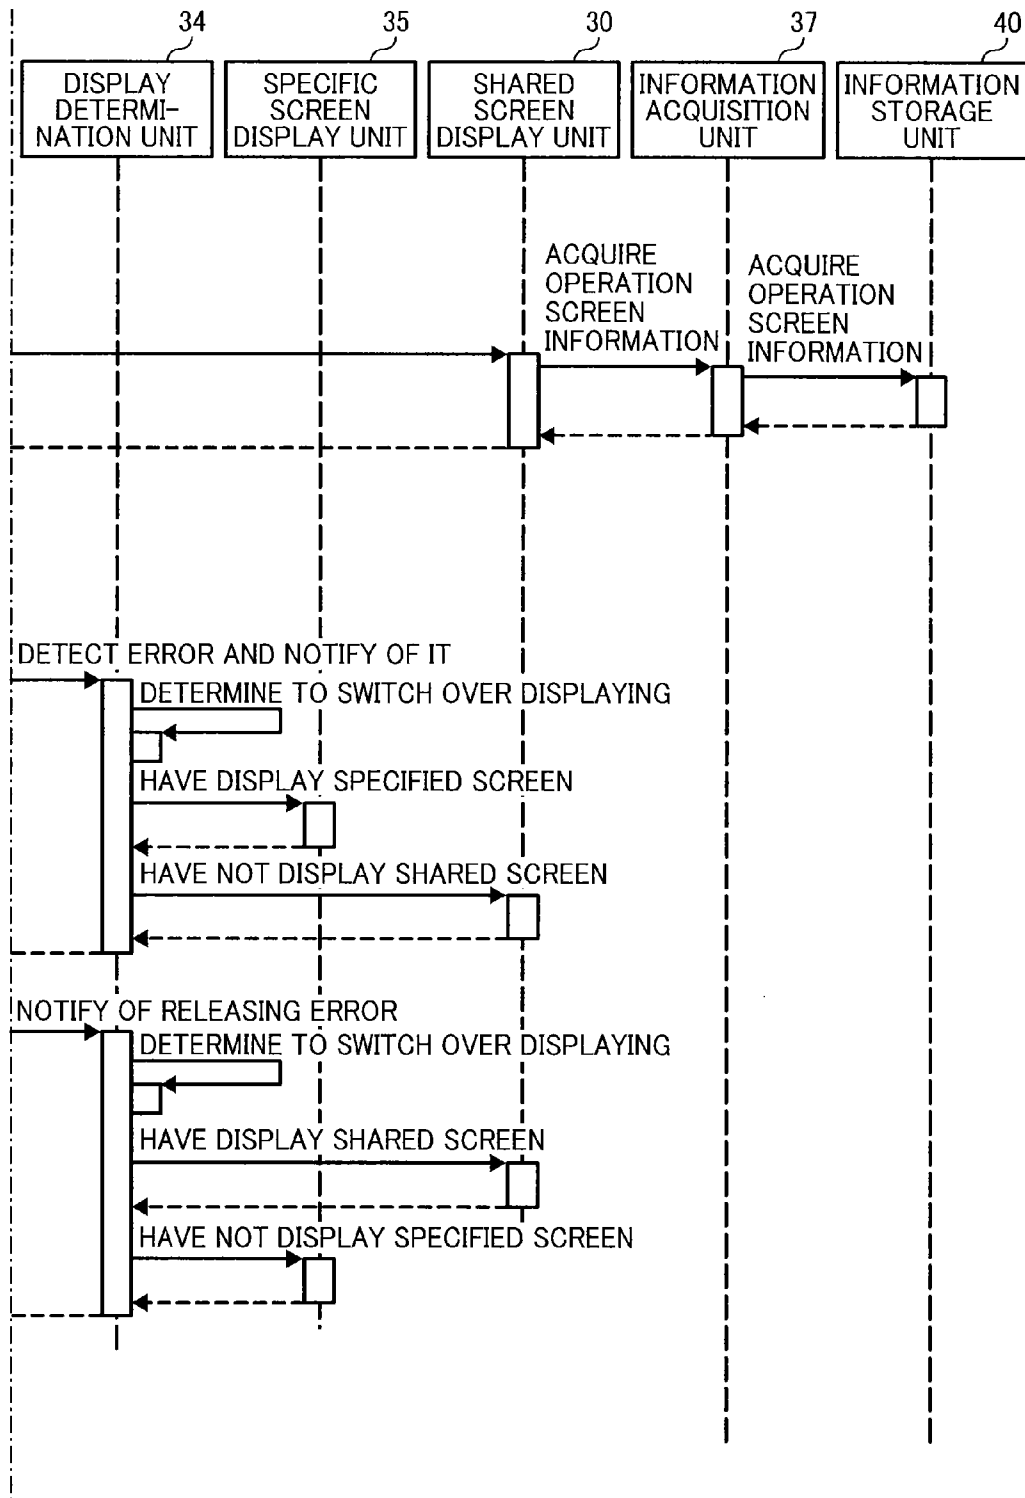 34
35
30
37
40
DISPLAY
DETERMI-
NATION UNIT
SPECIFIC
SCREEN
DISPLAY UNIT
SHARED
SCREEN
DISPLAY UNIT
INFORMATION
ACQUISITION
UNIT
INFORMATION
STORAGE
UNIT
ACQUIRE
OPERATION
SCREEN
INFORMATION
ACQUIRE
OPERATION
SCREEN
INFORMATION
DETECT ERROR AND NOTIFY OF IT
DETERMINE TO SWITCH OVER DISPLAYING
HAVE DISPLAY SPECIFIED SCREEN
HAVE NOT DISPLAY SHARED SCREEN
NOTIFY OF RELEASING ERROR
DETERMINE TO SWITCH OVER DISPLAYING
HAVE DISPLAY SHARED SCREEN
HAVE NOT DISPLAY SPECIFIED SCREEN